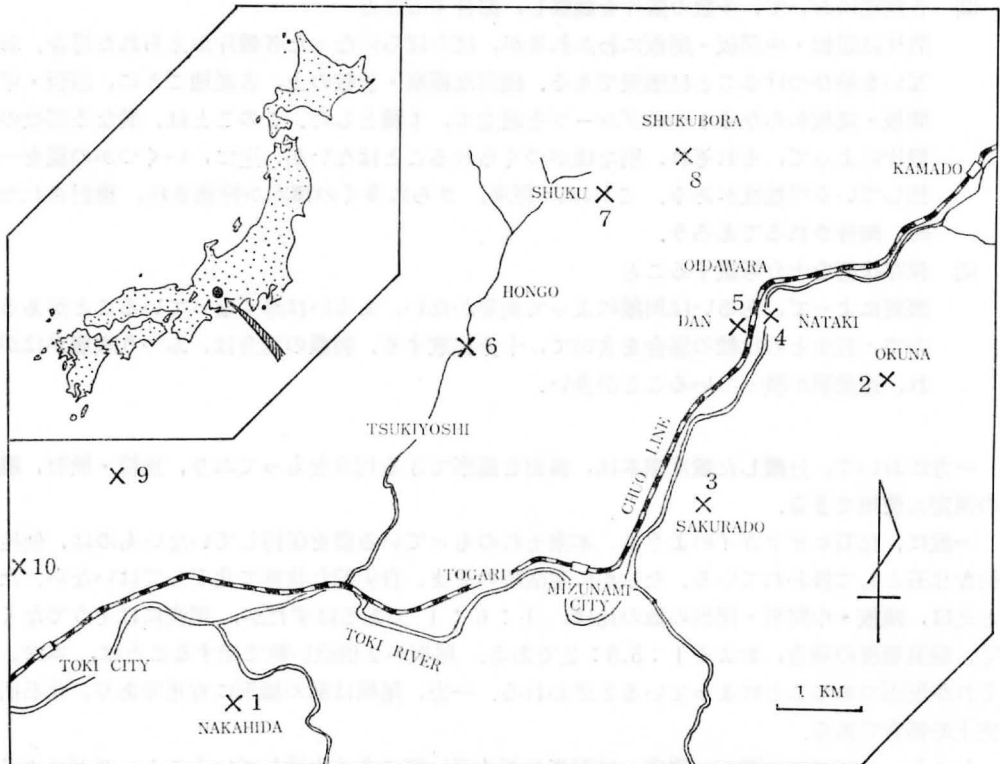 SHUKUBORA
8
KAMADO
SHUKU
7
OIDAWARA
HONGO
5
DAN
NATAKI
4
6
OKUNA
2
TSUKIYOSHI
CHUO LINE
9
3
SAKURADO
10
TOGARI
MIZUNAMI
CITY
TOKI RIVER
TOKI CITY
1 KM
1
NAKAHIDA